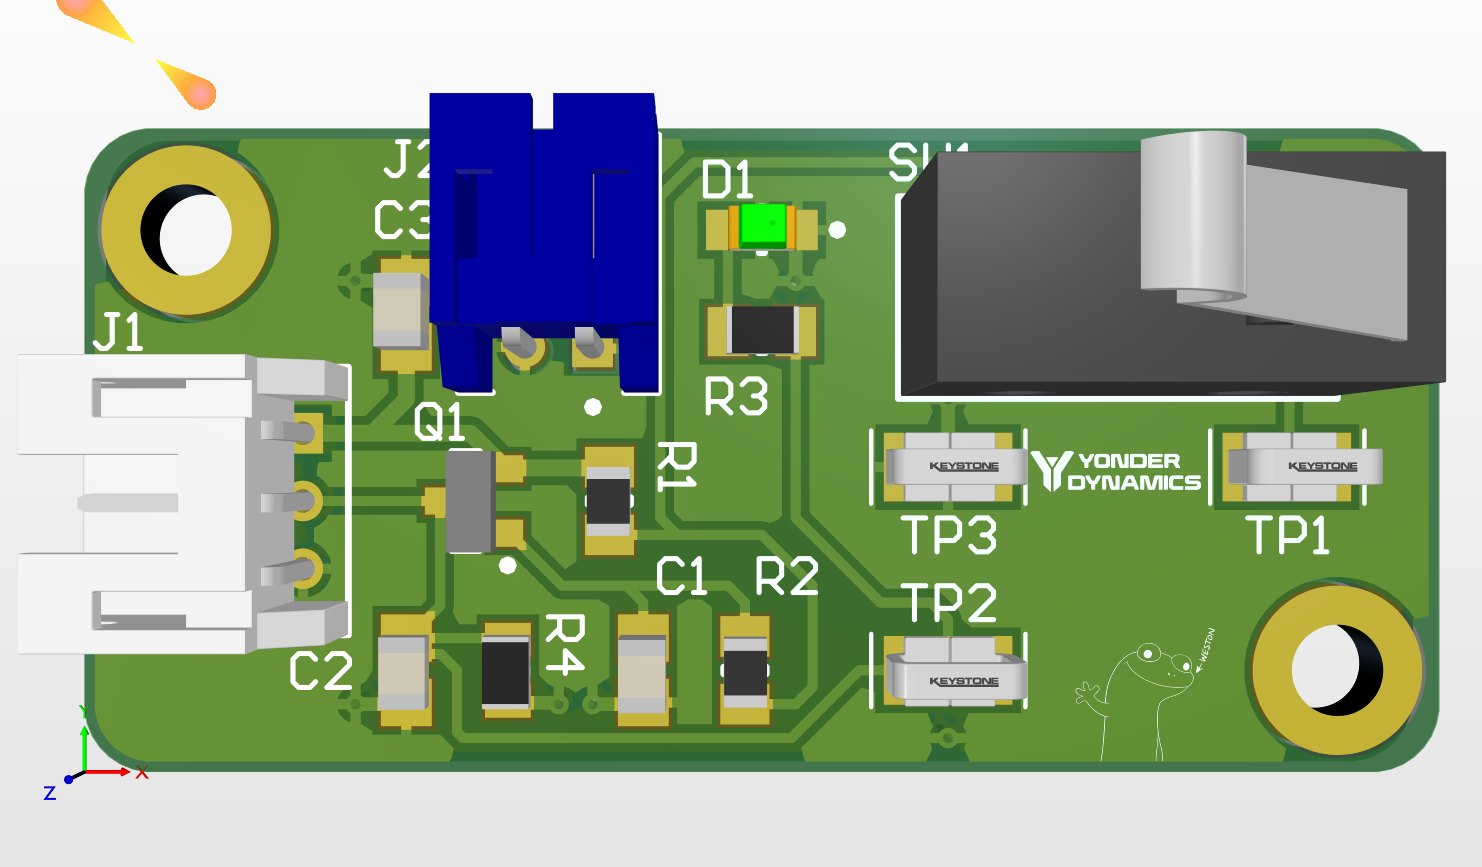 J2
SW1
D1
C3
J1
R3
Q1
R1
KEYSTONE
YONDER
DYNAMICS
KEYSTONE
TP3
TP1
C1
R2
TP2
R4
C2
KEYSTONE
WESTON
Y
X
Z